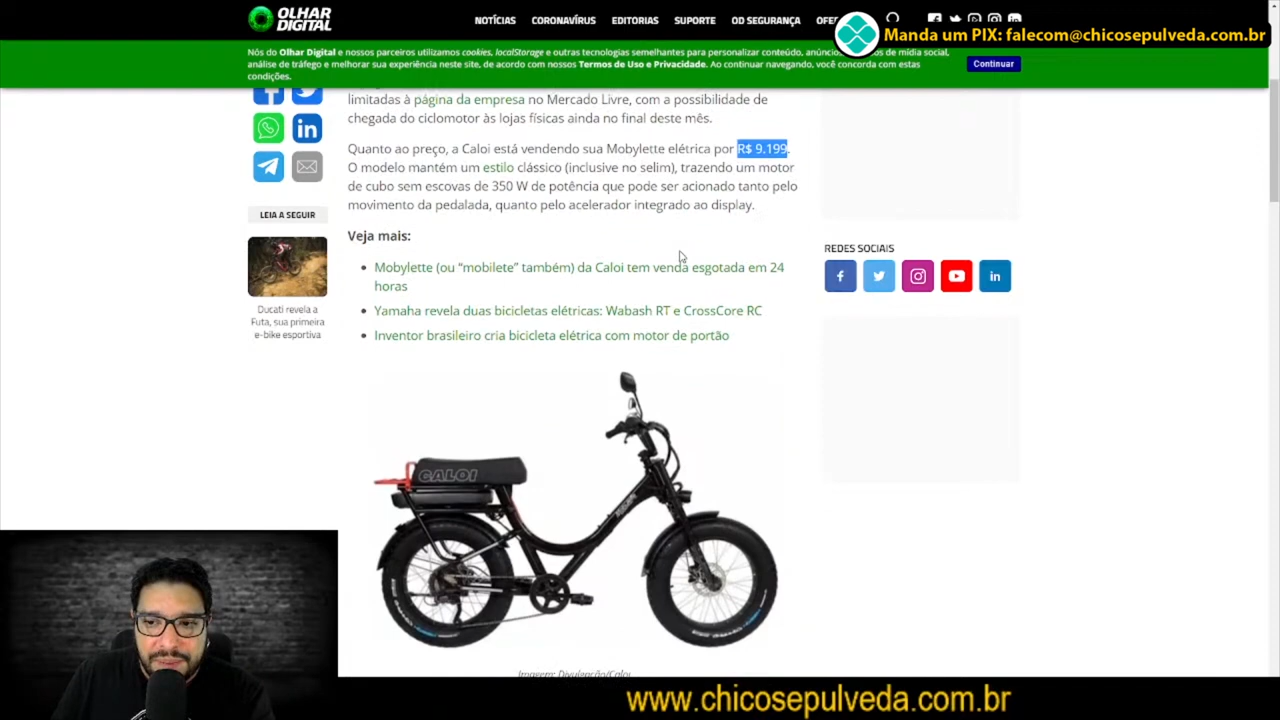 OLHAR
DIGITAL
NOTÍCIAS CORONAVÍRUS EDITORIAS SUPORTE OD SEGURANÇA
Manda um PIX: falecom@chicosepulveda.com.br
Nós do Olhar Digital e nossos parceiros utilizamos cookies, localStorage e outras tecnologias semelhantes para personalizar conteúdo, anúncios, recursos de mídia social,
análise de tráfego e melhorar sua experiência neste site, de acordo com nossos Termos de Uso e Privacidade. Ao continuar navegando, você concorda com estas
condições.
Continuar
limitadas à página da empresa no Mercado Livre, com a possibilidade de
chegada do ciclomotor às lojas físicas ainda no final deste mês.
Quanto ao preço, a Caloi está vendendo sua Mobylette elétrica por R$ 9.199.
O modelo mantém um estilo clássico (inclusive no selim), trazendo um motor
de cubo sem escovas de 350 W de potência que pode ser acionado tanto pelo
movimento da pedalada, quanto pelo acelerador integrado ao display.
LEIA A SEGUIR
Ducati revela a
Futa, sua primeira
e-bike esportiva
Veja mais:
Mobylette (ou “mobilete” também) da Caloi tem venda esgotada em 24
horas
Yamaha revela duas bicicletas elétricas: Wabash RT e CrossCore RC
Inventor brasileiro cria bicicleta elétrica com motor de portão
REDES SOCIAIS
CALOI
Imagem: Divulgação/Caloi
www.chicosepulveda.com.br